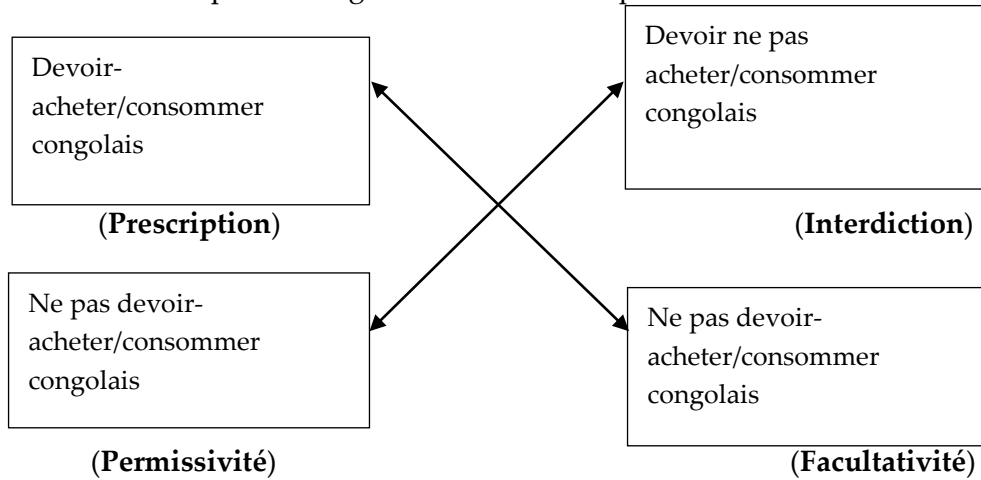 Devoir-
acheter/consommer
congolais
Devoir ne pas
acheter/consommer
congolais
(Prescription)
(Interdiction)
Ne pas devoir-
acheter/consommer
congolais
Ne pas devoir-
acheter/consommer
congolais
(Permissivité)
(Facultativité)